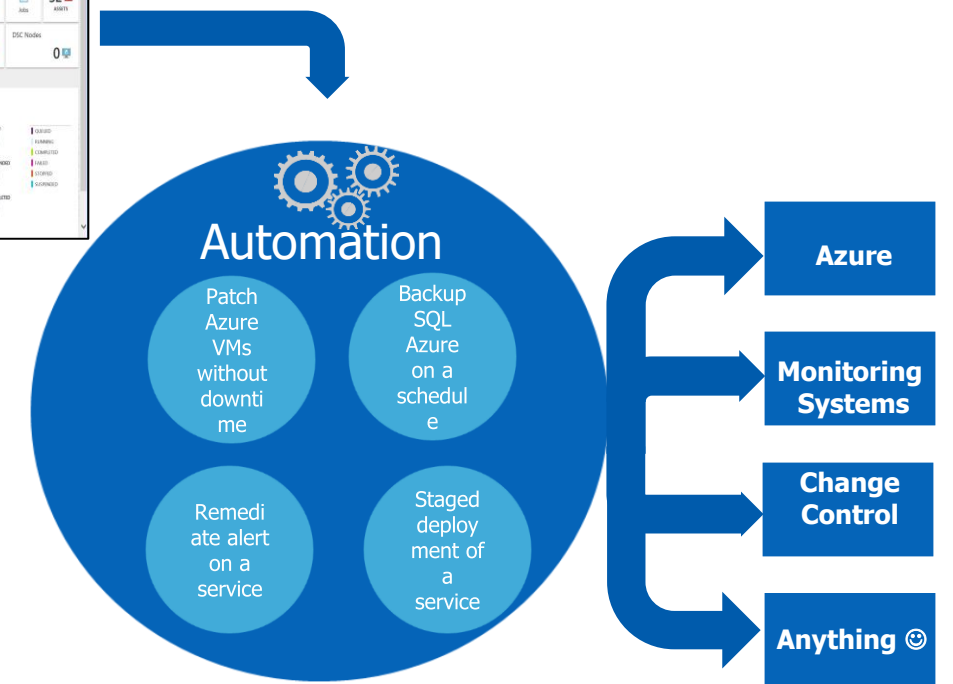 Jobs
ASSETS
DSC Nodes
0
QUEUED
RUNNING
COMPLETED
FAILED
STOPPED
SUSPENDED
Automation
Patch
Azure
VMs
without
downti
me
Backup
SQL
Azure
on a
schedul
e
Remedi
ate alert
on a
service
Staged
deploy
ment of
a
service
Azure
Monitoring
Systems
Change
Control
Anything ☺